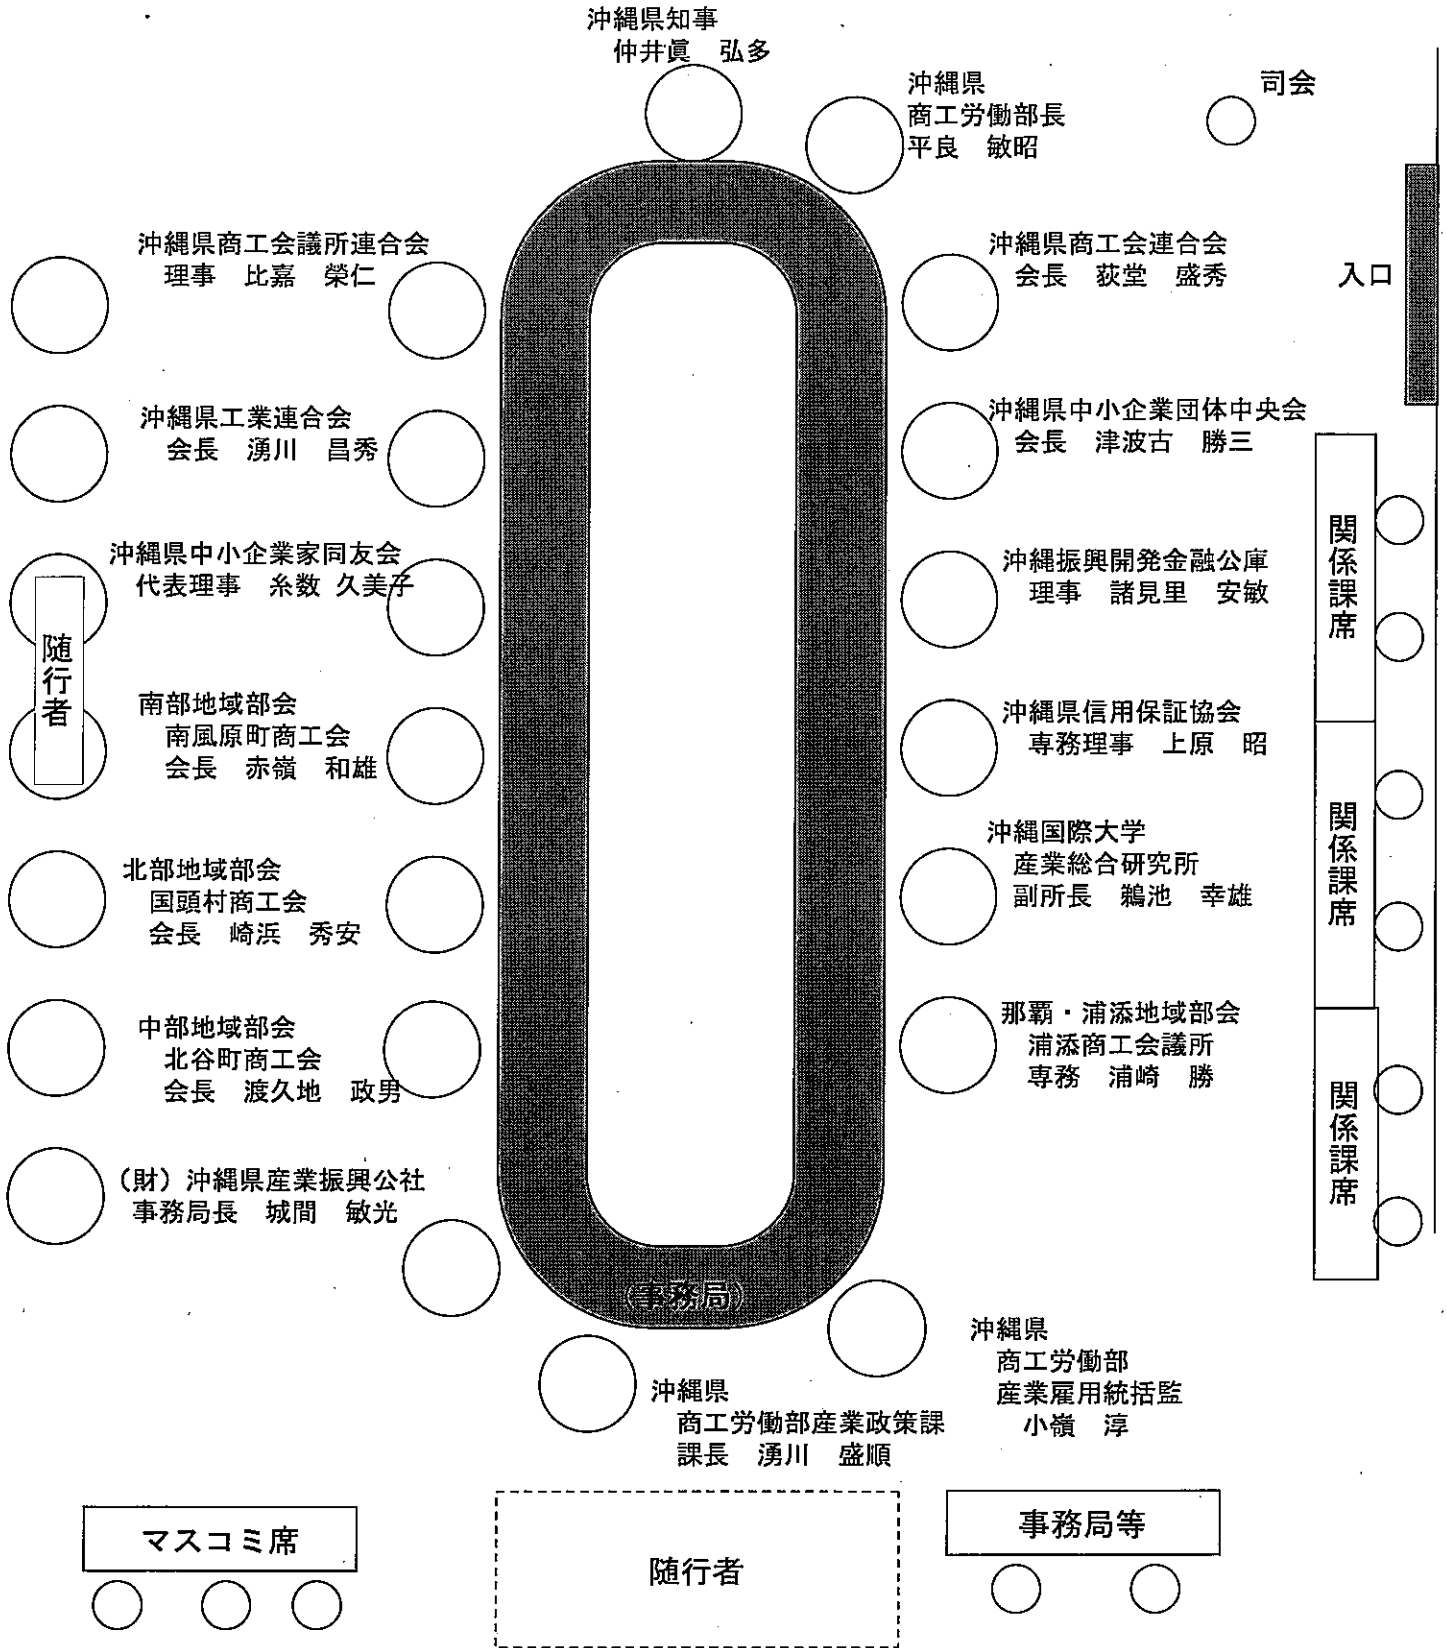 沖縄県知事
仲井眞　弘多
沖縄県
商工労働部長
平良　敏昭
司会
沖縄県商工会議所連合会
理事　比嘉　榮仁
沖縄県商工会連合会
会長　荻堂　盛秀
入口
沖縄県工業連合会
会長　湧川　昌秀
沖縄県中小企業団体中央会
会長　津波古　勝三
沖縄県中小企業家同友会
代表理事　糸数　久美子
沖縄振興開発金融公庫
理事　諸見里　安敏
関係課席
随行者
南部地域部会
南風原町商工会
会長　赤嶺　和雄
沖縄県信用保証協会
専務理事　上原　昭
関係課席
北部地域部会
国頭村商工会
会長　崎浜　秀安
沖縄国際大学
産業総合研究所
副所長　鵜池　幸雄
中部地域部会
北谷町商工会
会長　渡久地　政男
那覇・浦添地域部会
浦添商工会議所
専務　浦崎　勝
関係課席
（財）沖縄県産業振興公社
事務局長　城間　敏光
（事務局）
沖縄県
商工労働部
産業雇用統括監
小嶺　淳
沖縄県
商工労働部産業政策課
課長　湧川　盛順
マスコミ席
随行者
事務局等